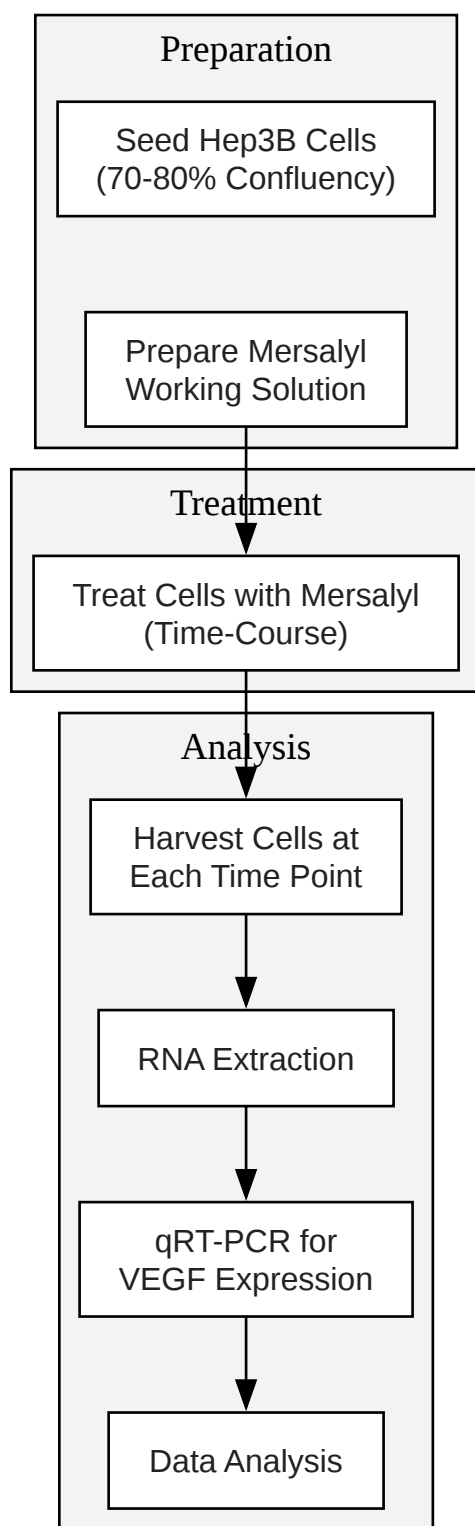 Preparation
Seed Hep3B Cells
(70-80% Confluency)
Prepare Mersalyl
Working Solution
Treatment
Treat Cells with Mersalyl
(Time-Course)
Analysis
Harvest Cells at
Each Time Point
RNA Extraction
qRT-PCR for
VEGF Expression
Data Analysis